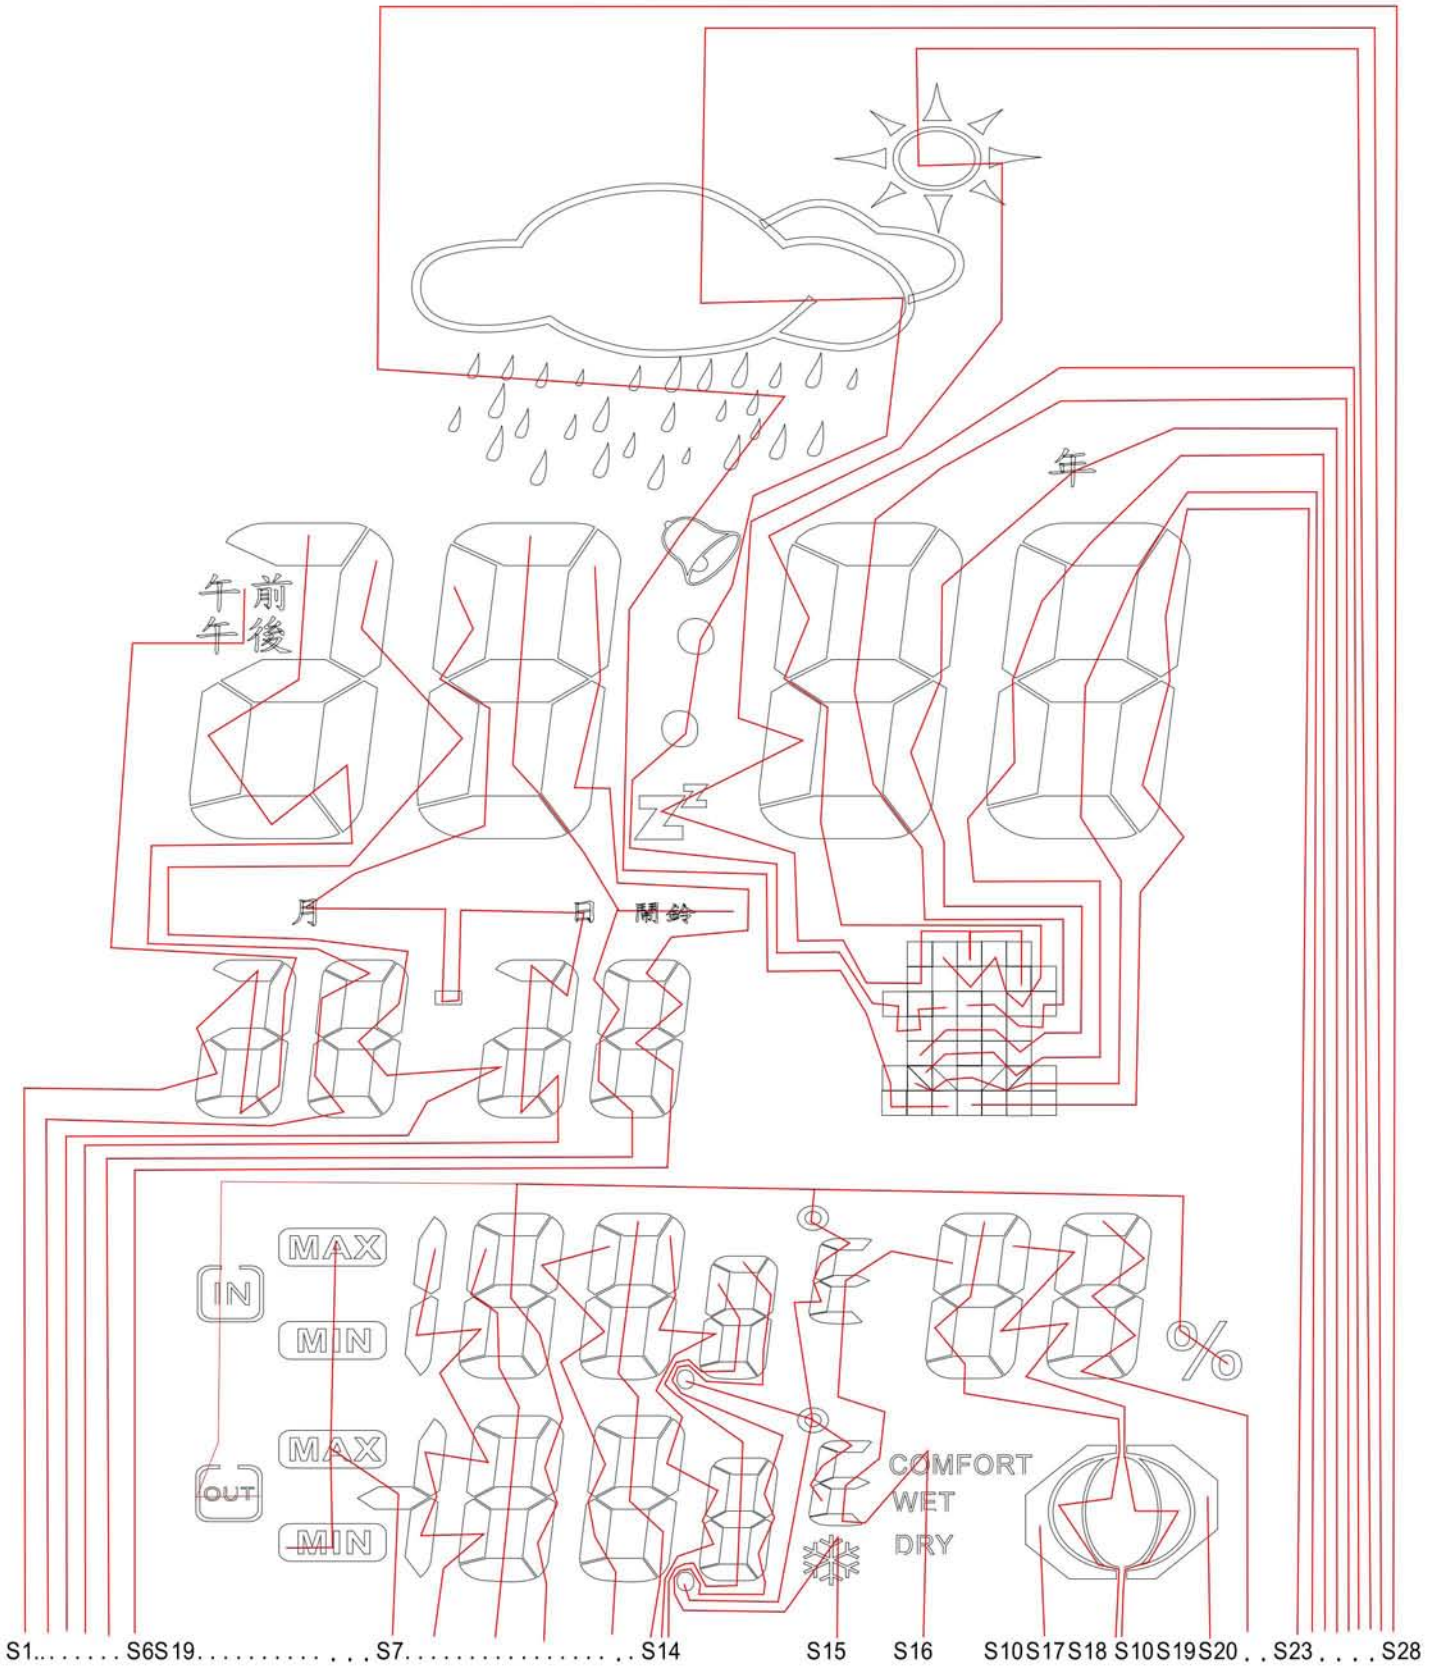 年
午前
午後
Zz
月 日 鬧鈴
MAX
IN
MIN
%
MAX
COMFORT
OUT
WET
MIN
DRY
S1.........S6S19..............S7....................S14 S15 S16 S10S17S18 S10S19S20..S23.....S28